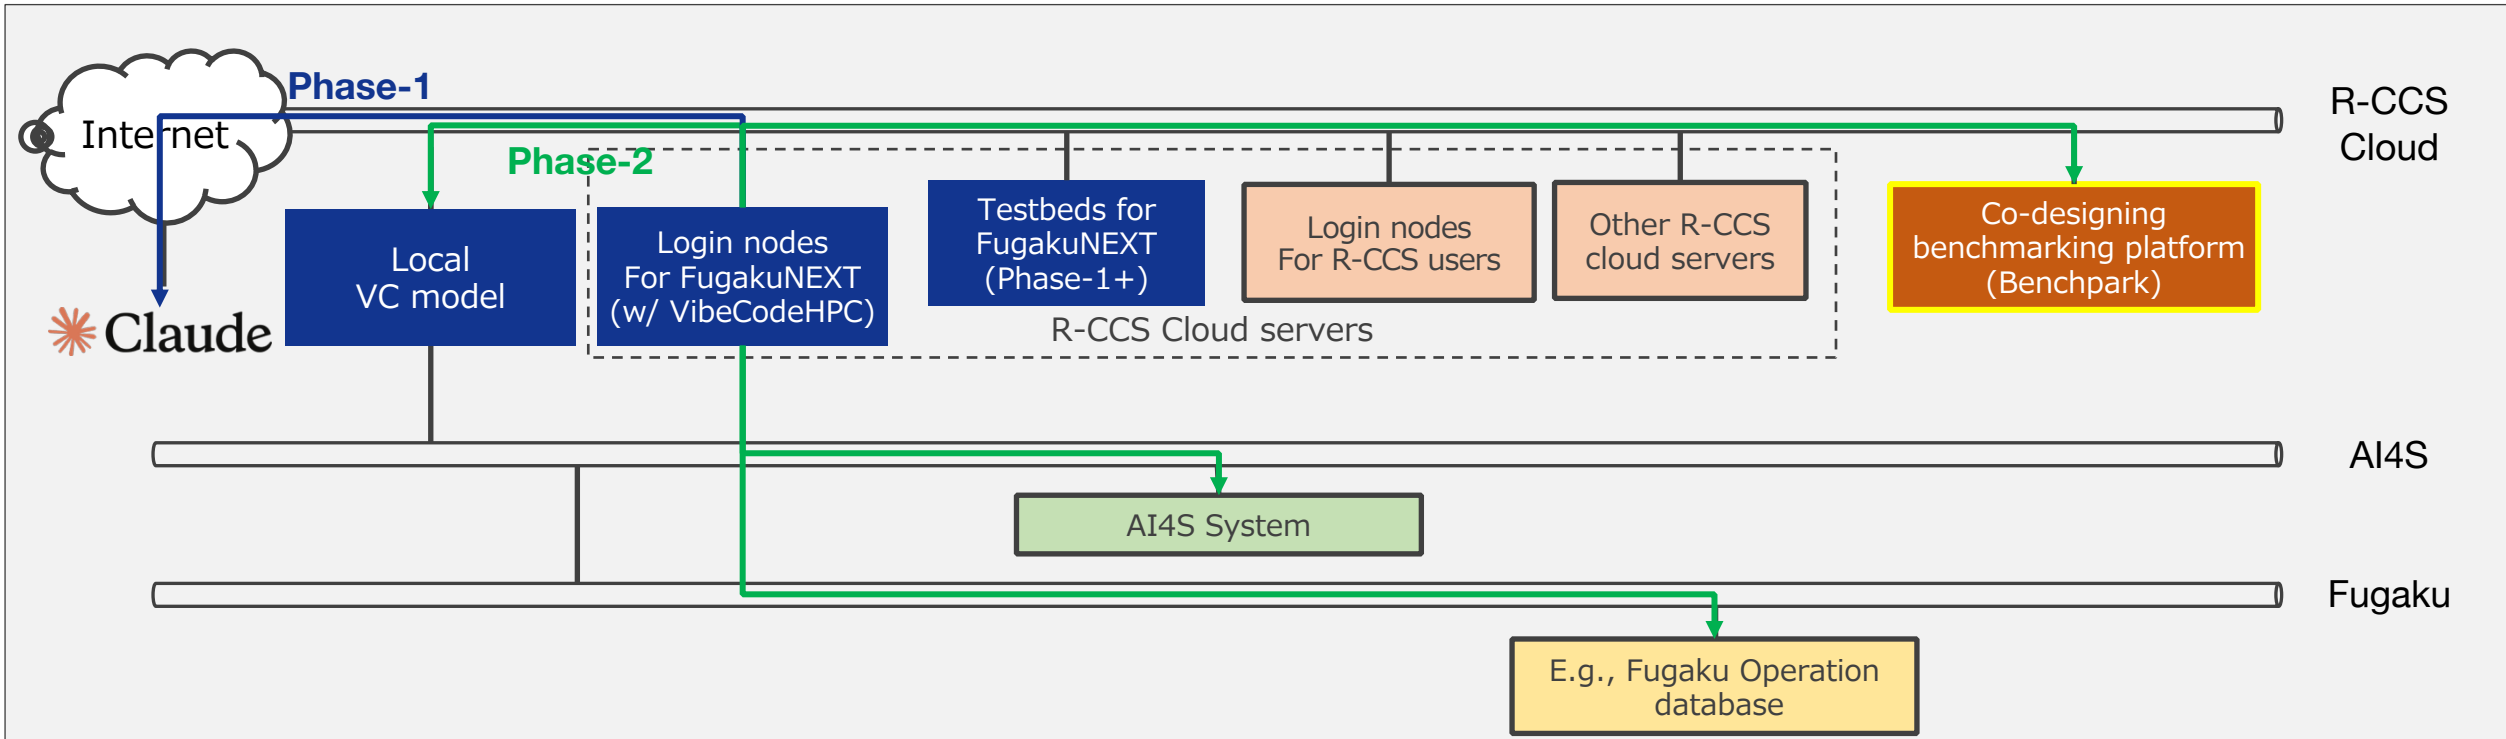 Phase-1
R-CCS
Cloud
Internet
Phase-2
Local
VC model
Login nodes
For FugakuNEXT
(w/ VibeCodeHPC)
Testbeds for
FugakuNEXT
(Phase-1+)
Login nodes
For R-CCS users
Other R-CCS
cloud servers
Co-designing
benchmarking platform
(Benchpark)
Claude
R-CCS Cloud servers
AI4S
AI4S System
Fugaku
E.g., Fugaku Operation
database